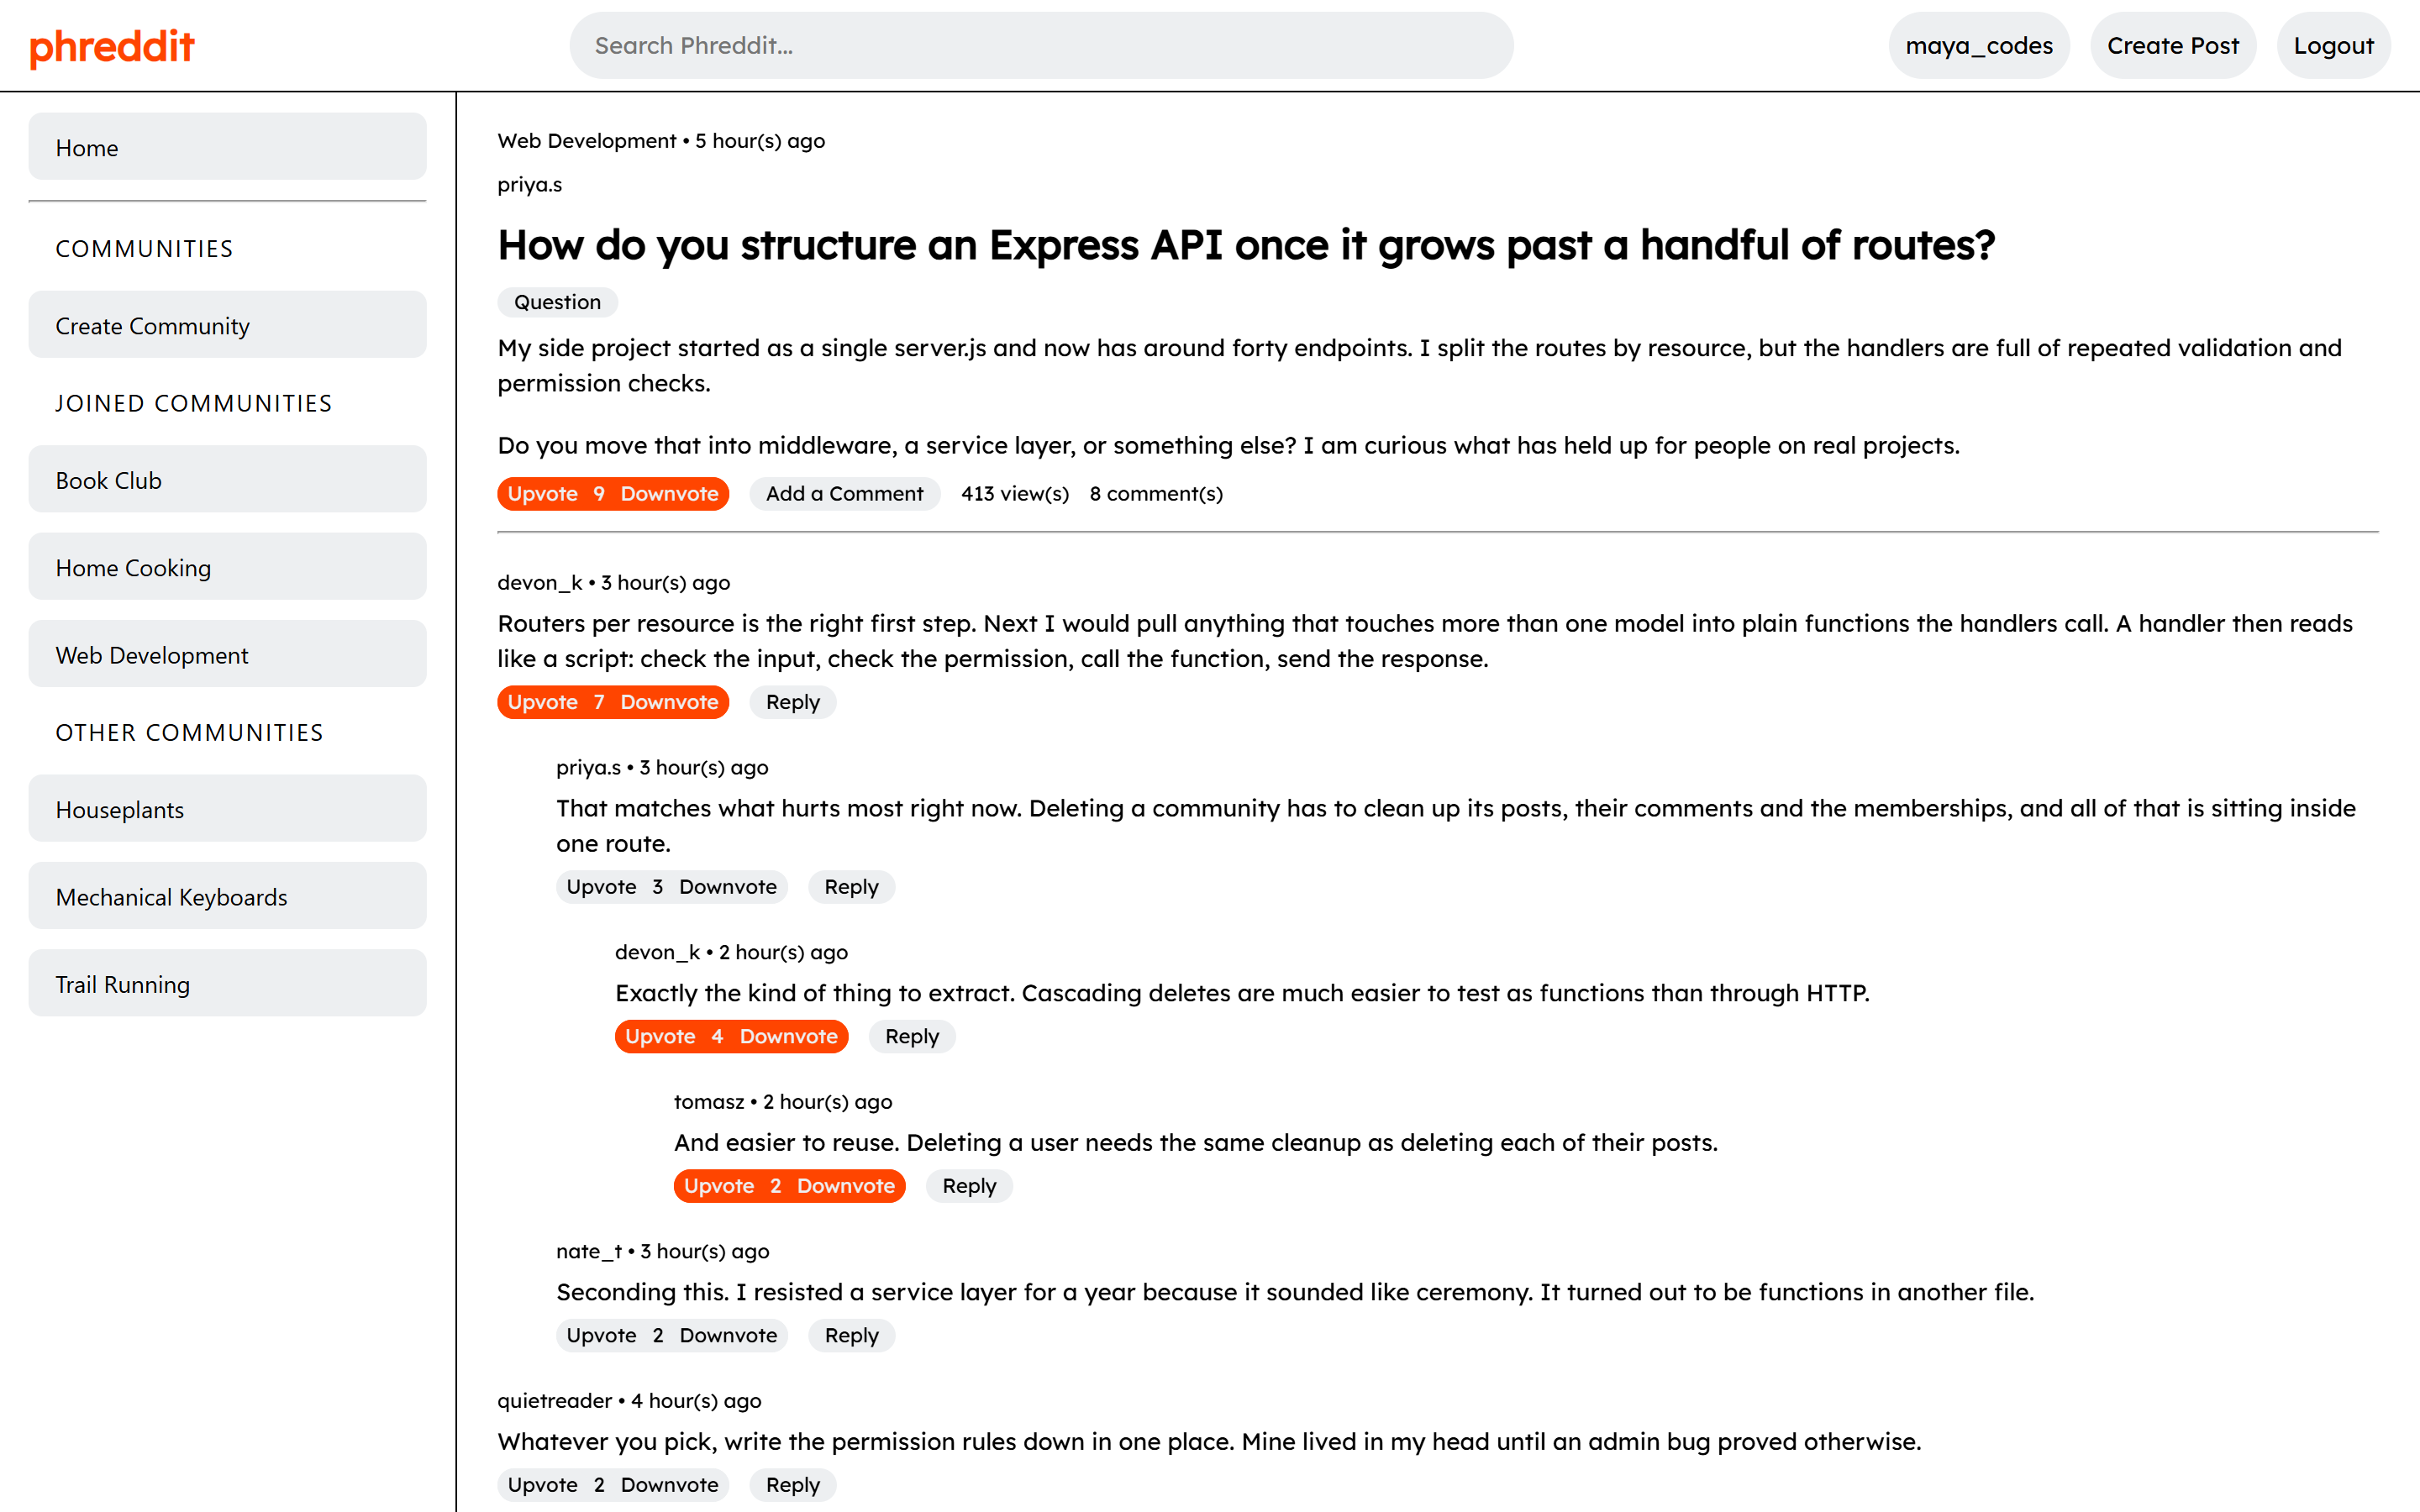 phreddit
Search Phreddit...
maya_codes
Create Post
Logout
Home
COMMUNITIES
Create Community
JOINED COMMUNITIES
Book Club
Home Cooking
Web Development
OTHER COMMUNITIES
Houseplants
Mechanical Keyboards
Trail Running
Web Development • 5 hour(s) ago
priya.s
How do you structure an Express API once it grows past a handful of routes?
Question
My side project started as a single server.js and now has around forty endpoints. I split the routes by resource, but the handlers are full of repeated validation and
permission checks.
Do you move that into middleware, a service layer, or something else? I am curious what has held up for people on real projects.
Upvote 9 Downvote Add a Comment 413 view(s) 8 comment(s)
devon_k • 3 hour(s) ago
Routers per resource is the right first step. Next I would pull anything that touches more than one model into plain functions the handlers call. A handler then reads
like a script: check the input, check the permission, call the function, send the response.
Upvote 7 Downvote Reply
priya.s • 3 hour(s) ago
That matches what hurts most right now. Deleting a community has to clean up its posts, their comments and the memberships, and all of that is sitting inside
one route.
Upvote 3 Downvote Reply
devon_k • 2 hour(s) ago
Exactly the kind of thing to extract. Cascading deletes are much easier to test as functions than through HTTP.
Upvote 4 Downvote Reply
tomasz • 2 hour(s) ago
And easier to reuse. Deleting a user needs the same cleanup as deleting each of their posts.
Upvote 2 Downvote Reply
nate_t • 3 hour(s) ago
Seconding this. I resisted a service layer for a year because it sounded like ceremony. It turned out to be functions in another file.
Upvote 2 Downvote Reply
quietreader • 4 hour(s) ago
Whatever you pick, write the permission rules down in one place. Mine lived in my head until an admin bug proved otherwise.
Upvote 2 Downvote Reply